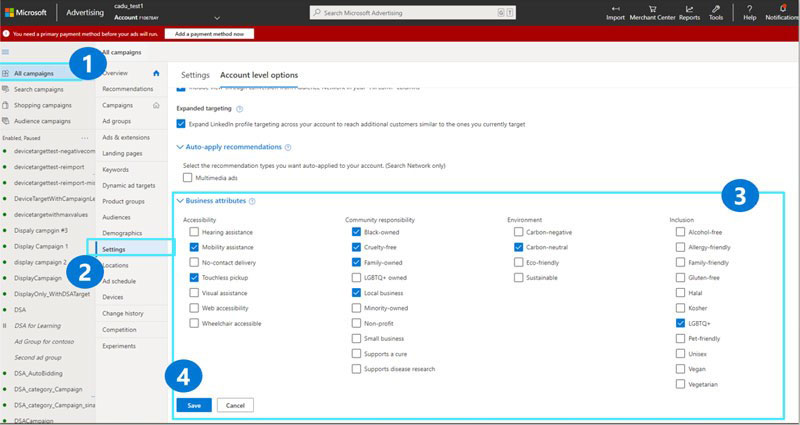 Microsoft
Advertising
cadu_test1
Account F106TVAY
Search Microsoft Advertising
Import
Merchant Center
Reports
Tools
Help
Notifications
You need a primary payment method before your ads will run.
Add a payment method now
All campaigns
1
All campaigns
Search campaigns
Shopping campaigns
Audience campaigns
Enabled, Paused
devicetargettest-negativecom
devicetargettest-reimport
devicetargettest-reimport-mi
DeviceTargetWithCampaignLe
devicetargetwithmaxvalues
Dispaly campgin #3
Display Campaign 1
display campaign 2
DisplayCampaign
DisplayOnly_WithDSATarget
DSA
DSA for Learning
Ad Group for contoso
Second ad group
DSA_AutoBidding
DSA_category_Campaign
DSA_category_Campaign_sina
DSACampaign
Overview
Recommendations
Campaigns
Ad groups
Ads & extensions
Landing pages
Keywords
Dynamic ad targets
Product groups
Audiences
Demographics
Settings
2
Locations
Ad schedule
Devices
Change history
Competition
Experiments
Settings
Account level options
Expanded targeting
Expand LinkedIn profile targeting across your account to reach additional customers similar to the ones you currently target
Auto-apply recommendations
Select the recommendation types you want auto-applied to your account. (Search Network only)
Multimedia ads
3
Business attributes
Accessibility
Hearing assistance
Mobility assistance
No-contact delivery
Touchless pickup
Visual assistance
Web accessibility
Wheelchair accessible
Community responsibility
Black-owned
Cruelty-free
Family-owned
LGBTQ+ owned
Local business
Minority-owned
Non-profit
Small business
Supports a cure
Supports disease research
Environment
Carbon-negative
Carbon-neutral
Eco-friendly
Sustainable
Inclusion
Alcohol-free
Allergy-friendly
Family-friendly
Gluten-free
Halal
Kosher
LGBTQ+
Pet-friendly
Unisex
Vegan
Vegetarian
4
Save
Cancel